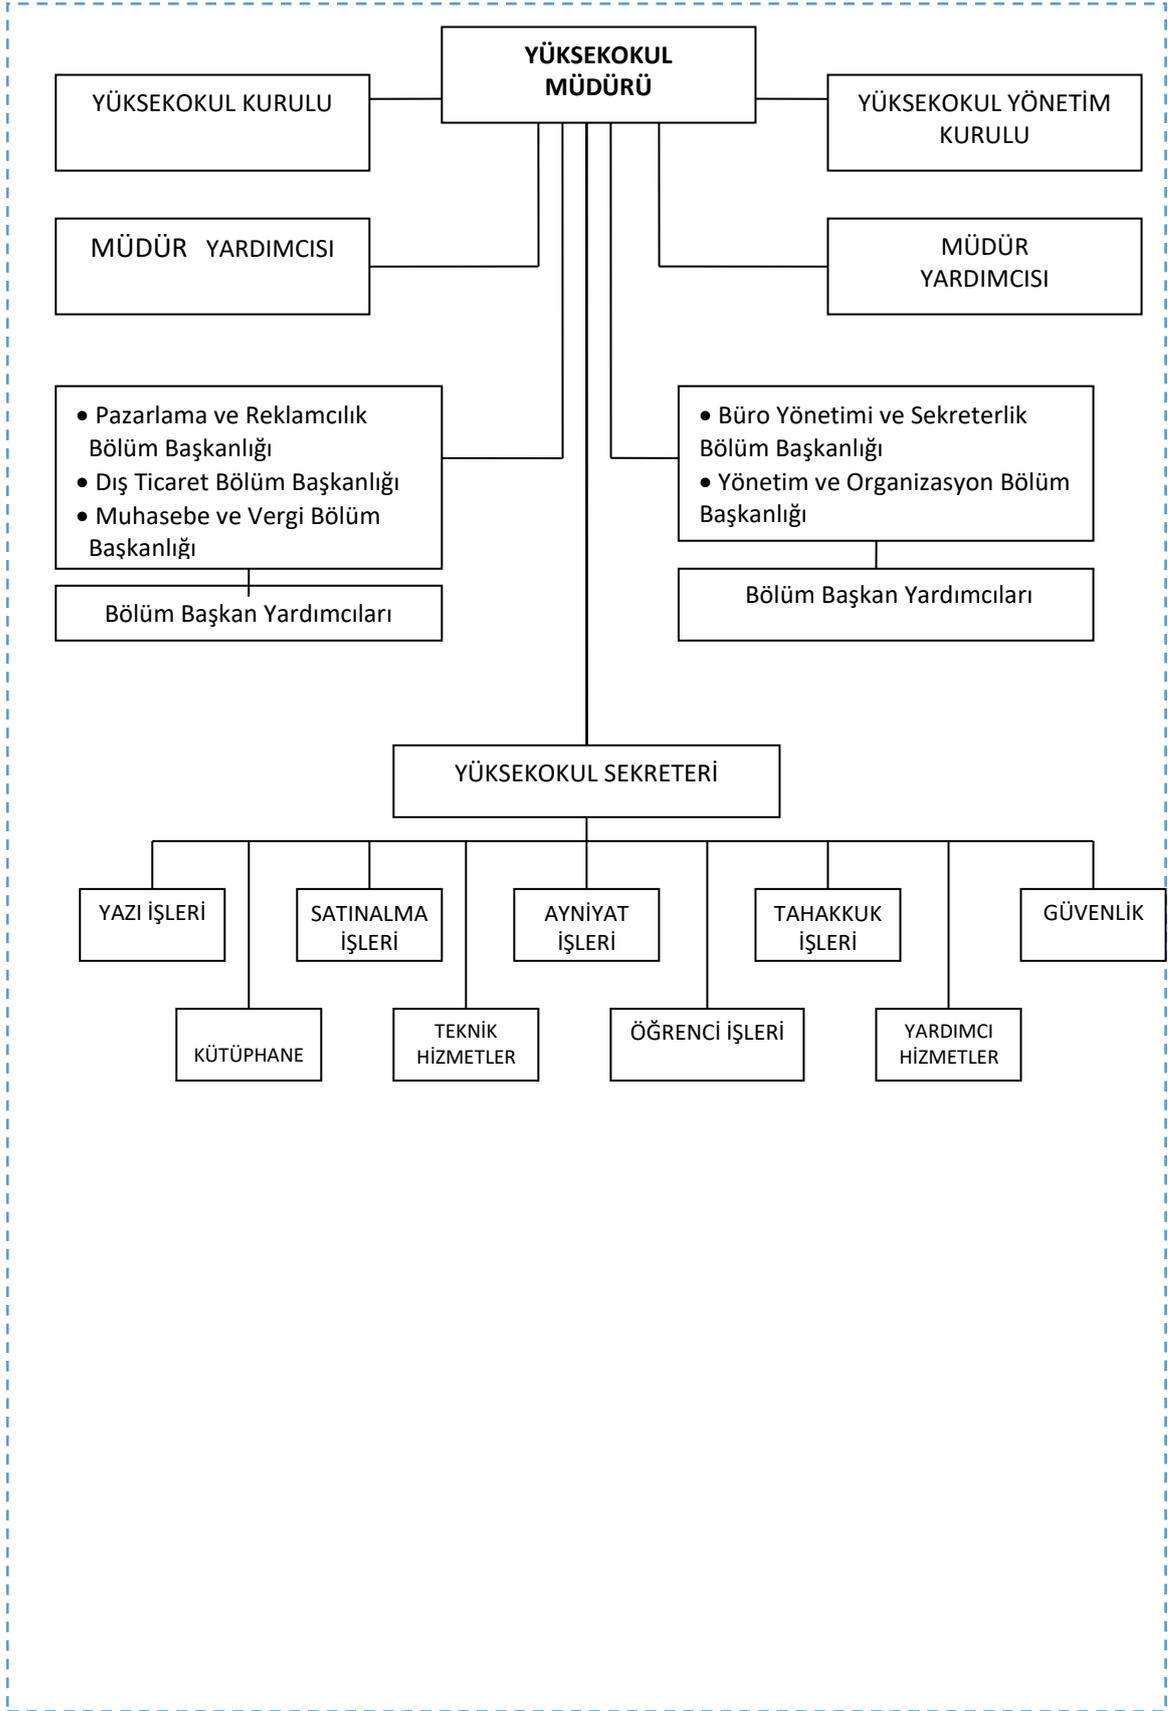 YÜKSEKOKUL
MÜDÜRÜ
YÜKSEKOKUL KURULU
YÜKSEKOKUL YÖNETİM
KURULU
MÜDÜR YARDIMCISI
MÜDÜR
YARDIMCISI
• Pazarlama ve Reklamcılık
Bölüm Başkanlığı
• Dış Ticaret Bölüm Başkanlığı
• Muhasebe ve Vergi Bölüm
Başkanlığı
• Büro Yönetimi ve Sekreterlik
Bölüm Başkanlığı
• Yönetim ve Organizasyon Bölüm
Başkanlığı
Bölüm Başkan Yardımcıları
Bölüm Başkan Yardımcıları
YÜKSEKOKUL SEKRETERİ
YAZI İŞLERİ
SATINALMA
İŞLERİ
AYNİYAT
İŞLERİ
TAHAKKUK
İŞLERİ
GÜVENLİK
KÜTÜPHANE
TEKNİK
HİZMETLER
ÖĞRENCİ İŞLERİ
YARDIMCI
HİZMETLER